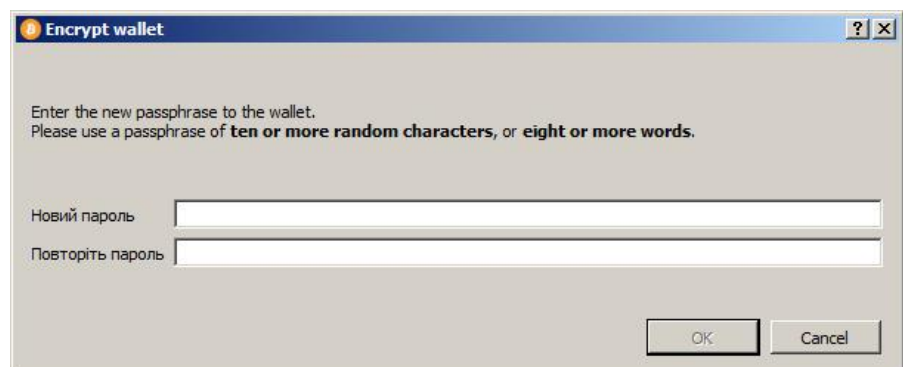 Encrypt wallet
Enter the new passphrase to the wallet.
Please use a passphrase of ten or more random characters, or eight or more words.
Новий пароль
Повторіть пароль
OK
Cancel